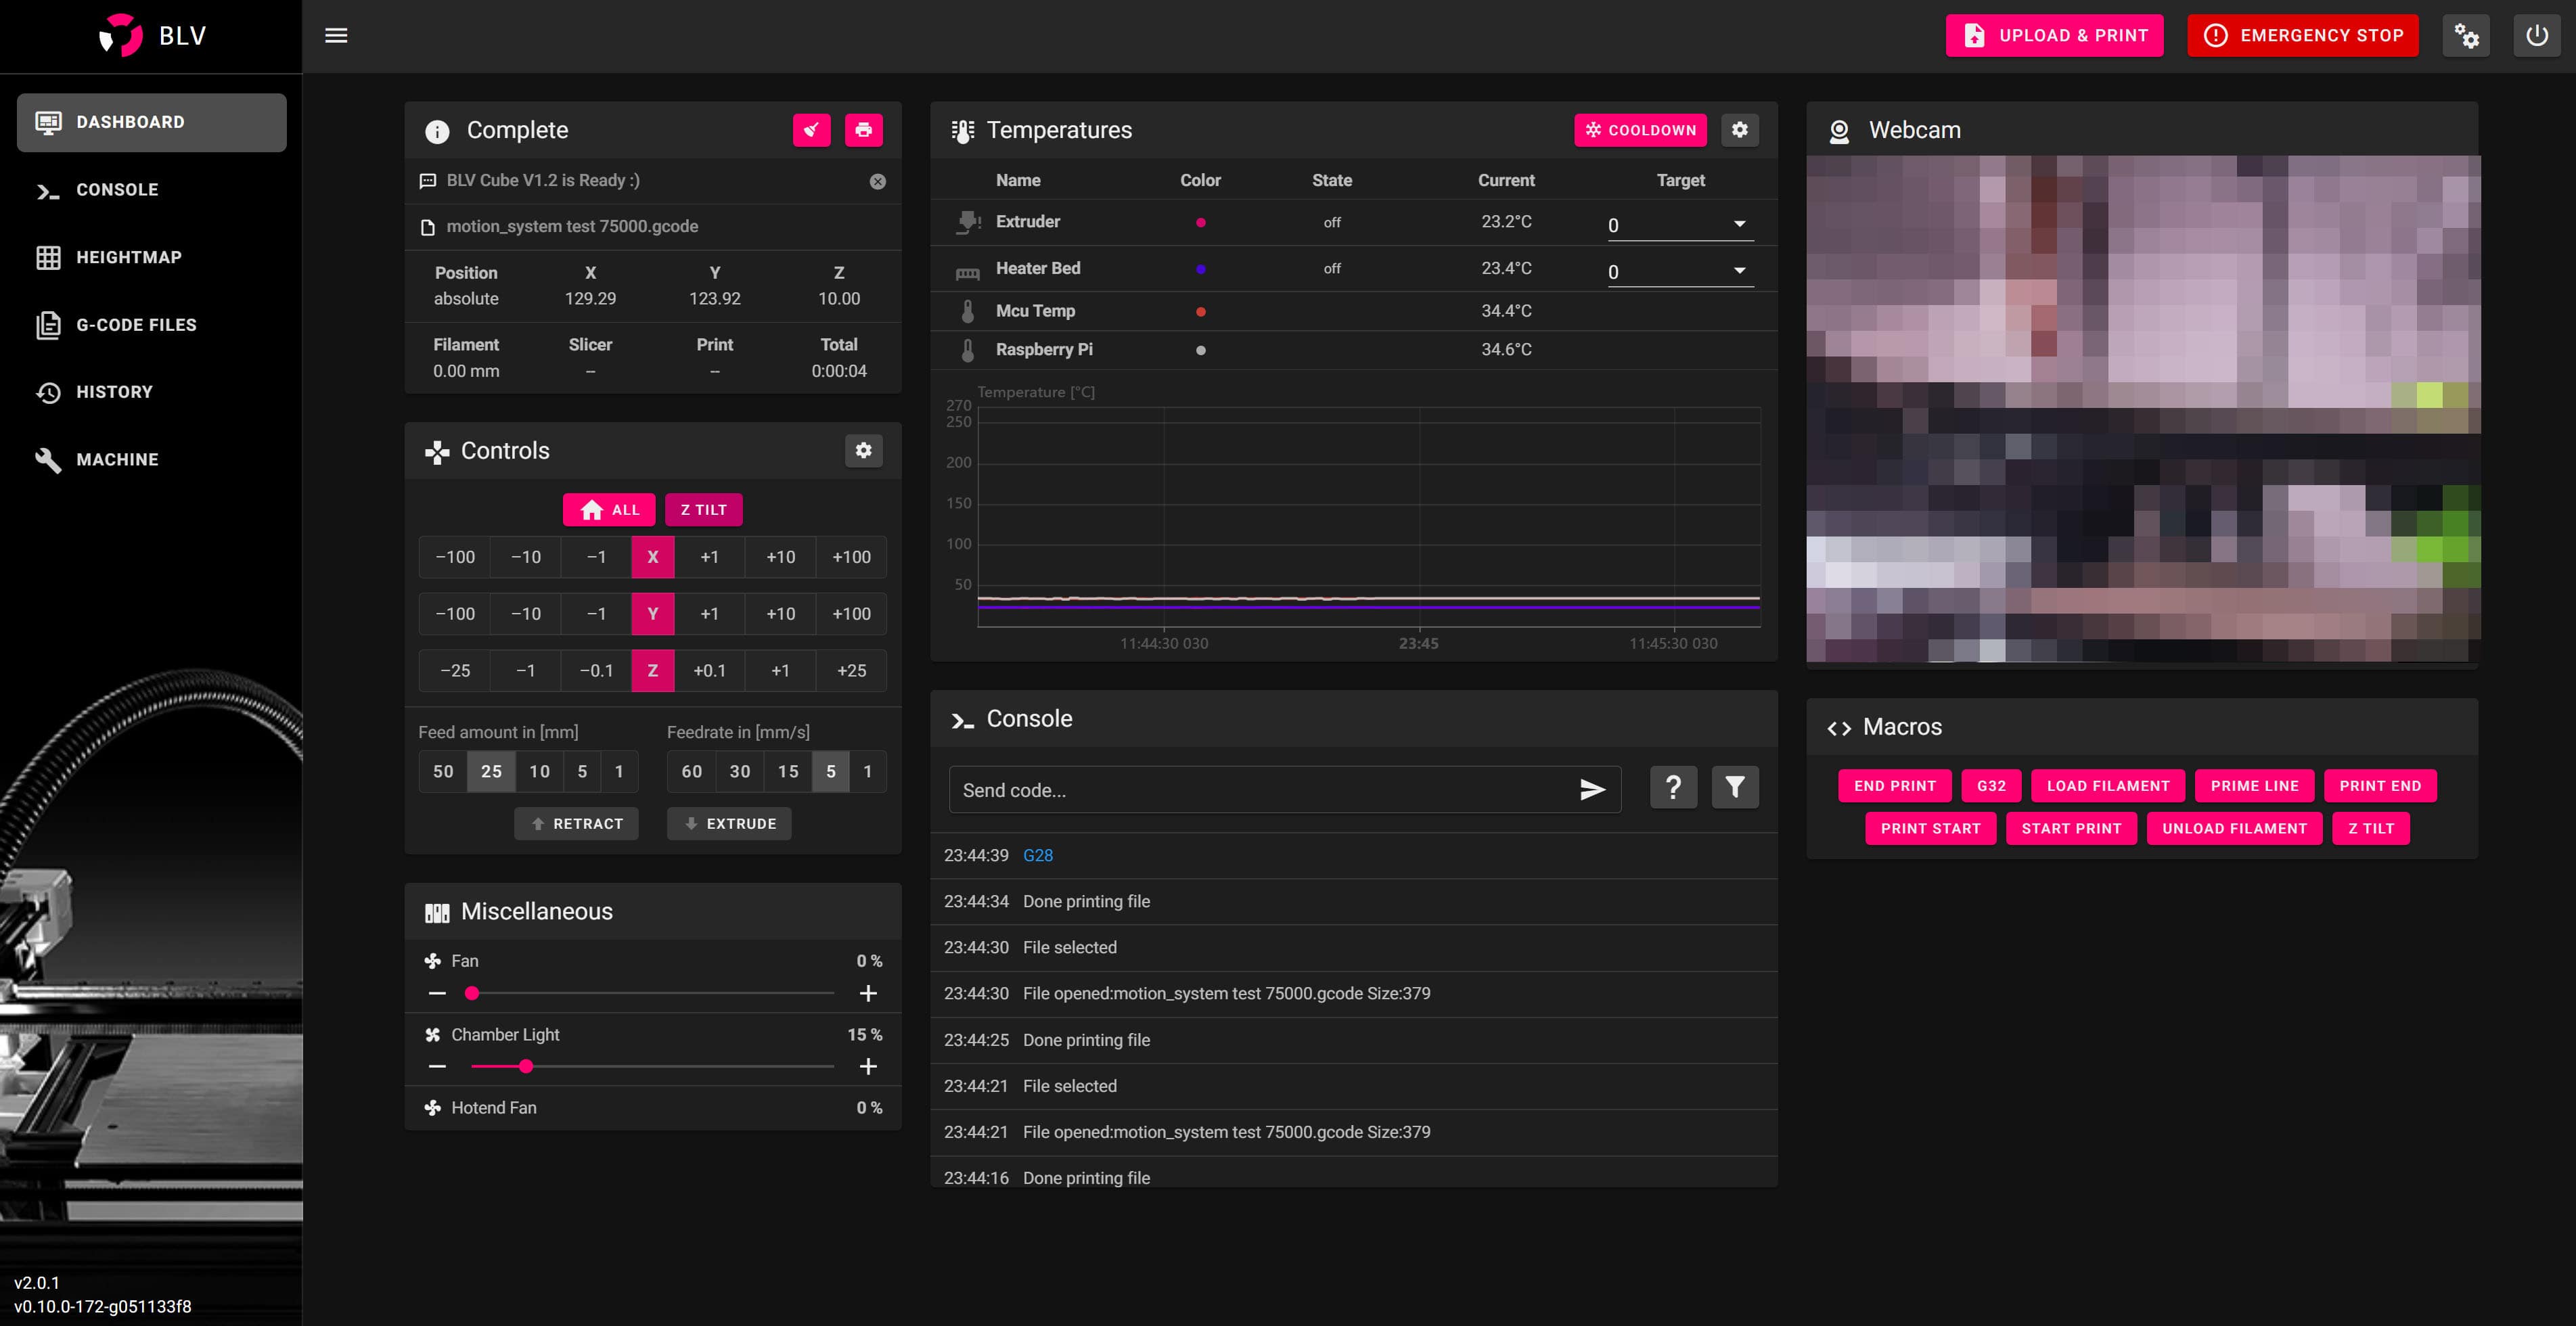 BLV
UPLOAD & PRINT
EMERGENCY STOP
DASHBOARD
CONSOLE
HEIGHTMAP
G-CODE FILES
HISTORY
MACHINE
v2.0.1
v0.10.0-172-g051133f8
Complete
BLV Cube V1.2 is Ready :)
motion_system test 75000.gcode
Position X Y Z
absolute 129.29 123.92 10.00
Filament Slicer Print Total
0.00 mm -- -- 0:00:04
Controls
ALL Z TILT
−100 −10 −1 X +1 +10 +100
−100 −10 −1 Y +1 +10 +100
−25 −1 −0.1 Z +0.1 +1 +25
Feed amount in [mm] Feedrate in [mm/s]
50 25 10 5 1 60 30 15 5 1
RETRACT EXTRUDE
Miscellaneous
Fan 0 %
Chamber Light 15 %
Hotend Fan 0 %
Temperatures
COOLDOWN
Name Color State Current Target
Extruder off 23.2°C 0
Heater Bed off 23.4°C 0
Mcu Temp 34.4°C
Raspberry Pi 34.6°C
Temperature [°C]
270
250
200
150
100
50
11:44:30 030 23:45 11:45:30 030
Console
Send code...
?
23:44:39 G28
23:44:34 Done printing file
23:44:30 File selected
23:44:30 File opened:motion_system test 75000.gcode Size:379
23:44:25 Done printing file
23:44:21 File selected
23:44:21 File opened:motion_system test 75000.gcode Size:379
23:44:16 Done printing file
Webcam
Macros
END PRINT G32 LOAD FILAMENT PRIME LINE PRINT END
PRINT START START PRINT UNLOAD FILAMENT Z TILT